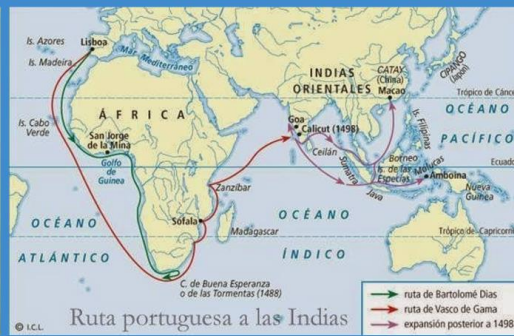 Is. Azores
Lisboa
Is. Madeira
Mar Mediterráneo
CIPANGO
(Japón)
CATAY
(China)
Macao
INDIAS
ORIENTALES
Trópico de Cánce
OCÉANO
PACÍFICO
ÁFRICA
Is. Cabo
Verde
San Jorge
de la Mina
Golfo
de Guinea
Goa
Calicut (1498)
Ceilán
Is. Filipinas
Borneo
Is. de las
Especias
Molucas
Sumatra
Java
Amboina
Ecuado
Nueva
Guinea
Zanzíbar
Sofala
Madagascar
OCÉANO
ATLÁNTICO
OCÉANO
ÍNDICO
Trópico de Capricorni
C. de Buena Esperanza
o de las Tormentas (1488)
Ruta portuguesa a las Indias
© I.C.L.
ruta de Bartolomé Dias
ruta de Vasco de Gama
expansión posterior a 1498